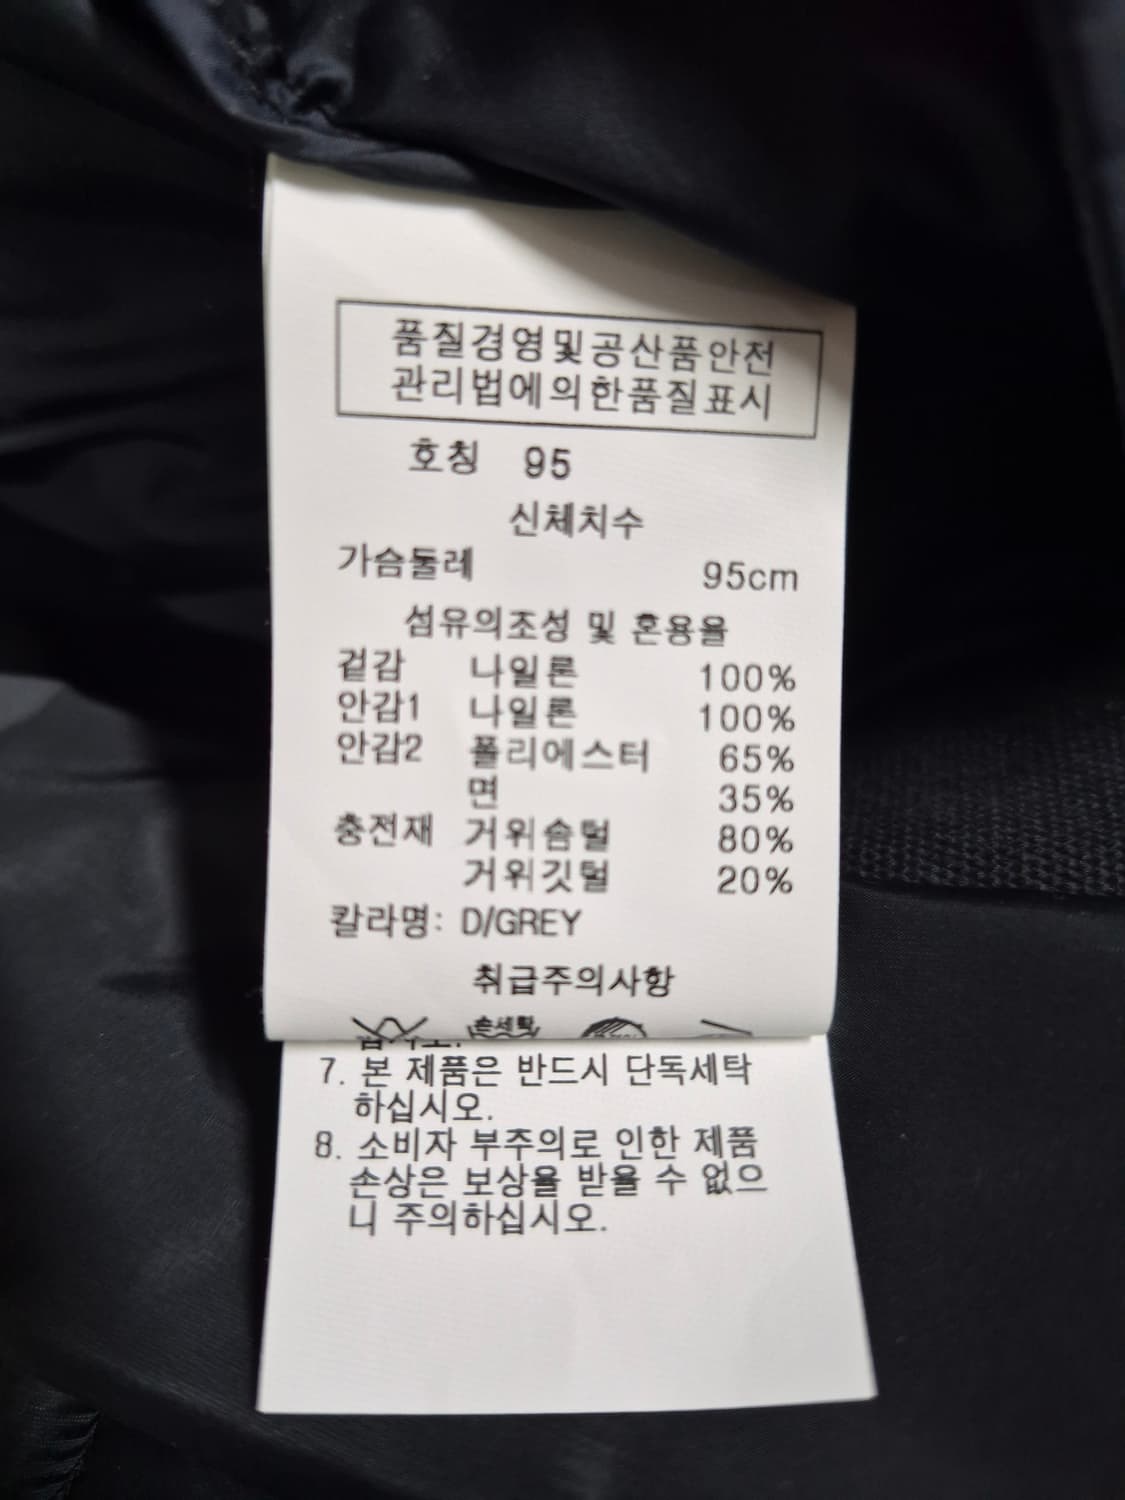 품질경영및공산품안전
관리법에의한품질표시
호칭 95
신체치수
가슴둘레 95cm
섬유의조성 및 혼용율
겉감 나일론 100%
안감1 나일론 100%
안감2 폴리에스터 65%
면 35%
충전재 거위솜털 80%
거위깃털 20%
칼라명: D/GREY
취급주의사항
손세탁
7. 본 제품은 반드시 단독세탁
하십시오.
8. 소비자 부주의로 인한 제품
손상은 보상을 받을 수 없으
니 주의하십시오.